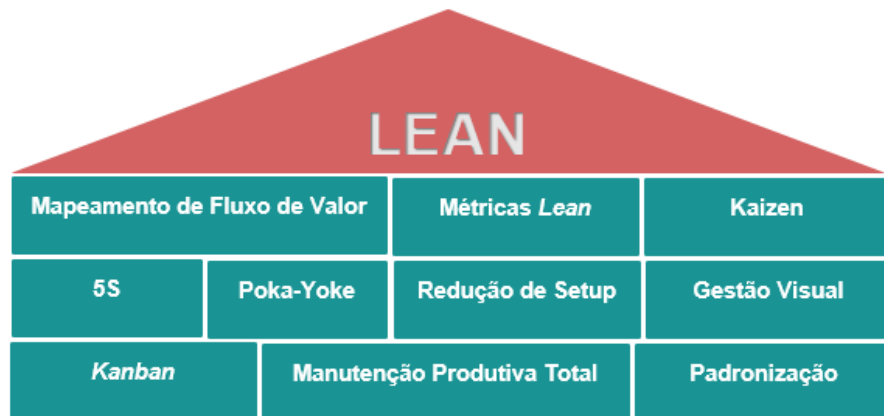 LEAN
Mapeamento de Fluxo de Valor
Métricas Lean
Kaizen
5S
Poka-Yoke
Redução de Setup
Gestão Visual
Kanban
Manutenção Produtiva Total
Padronização